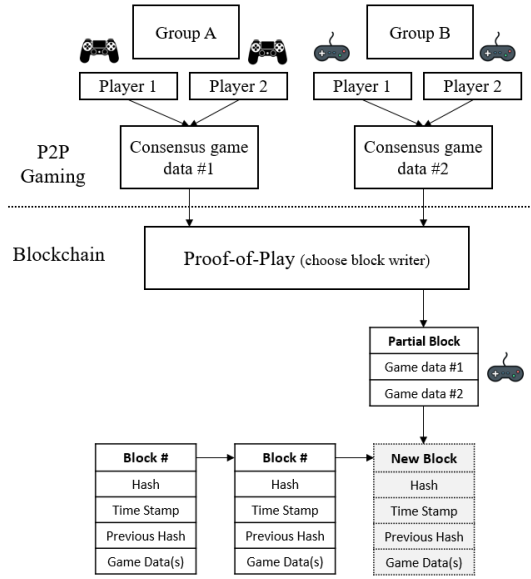 Group A
Group B
Player 1
Player 2
Player 1
Player 2
Consensus game
data #1
Consensus game
data #2
P2P
Gaming
Blockchain
Proof-of-Play (choose block writer)
Partial Block
Game data #1
Game data #2
Block #
Hash
Time Stamp
Previous Hash
Game Data(s)
Block #
Hash
Time Stamp
Previous Hash
Game Data(s)
New Block
Hash
Time Stamp
Previous Hash
Game Data(s)